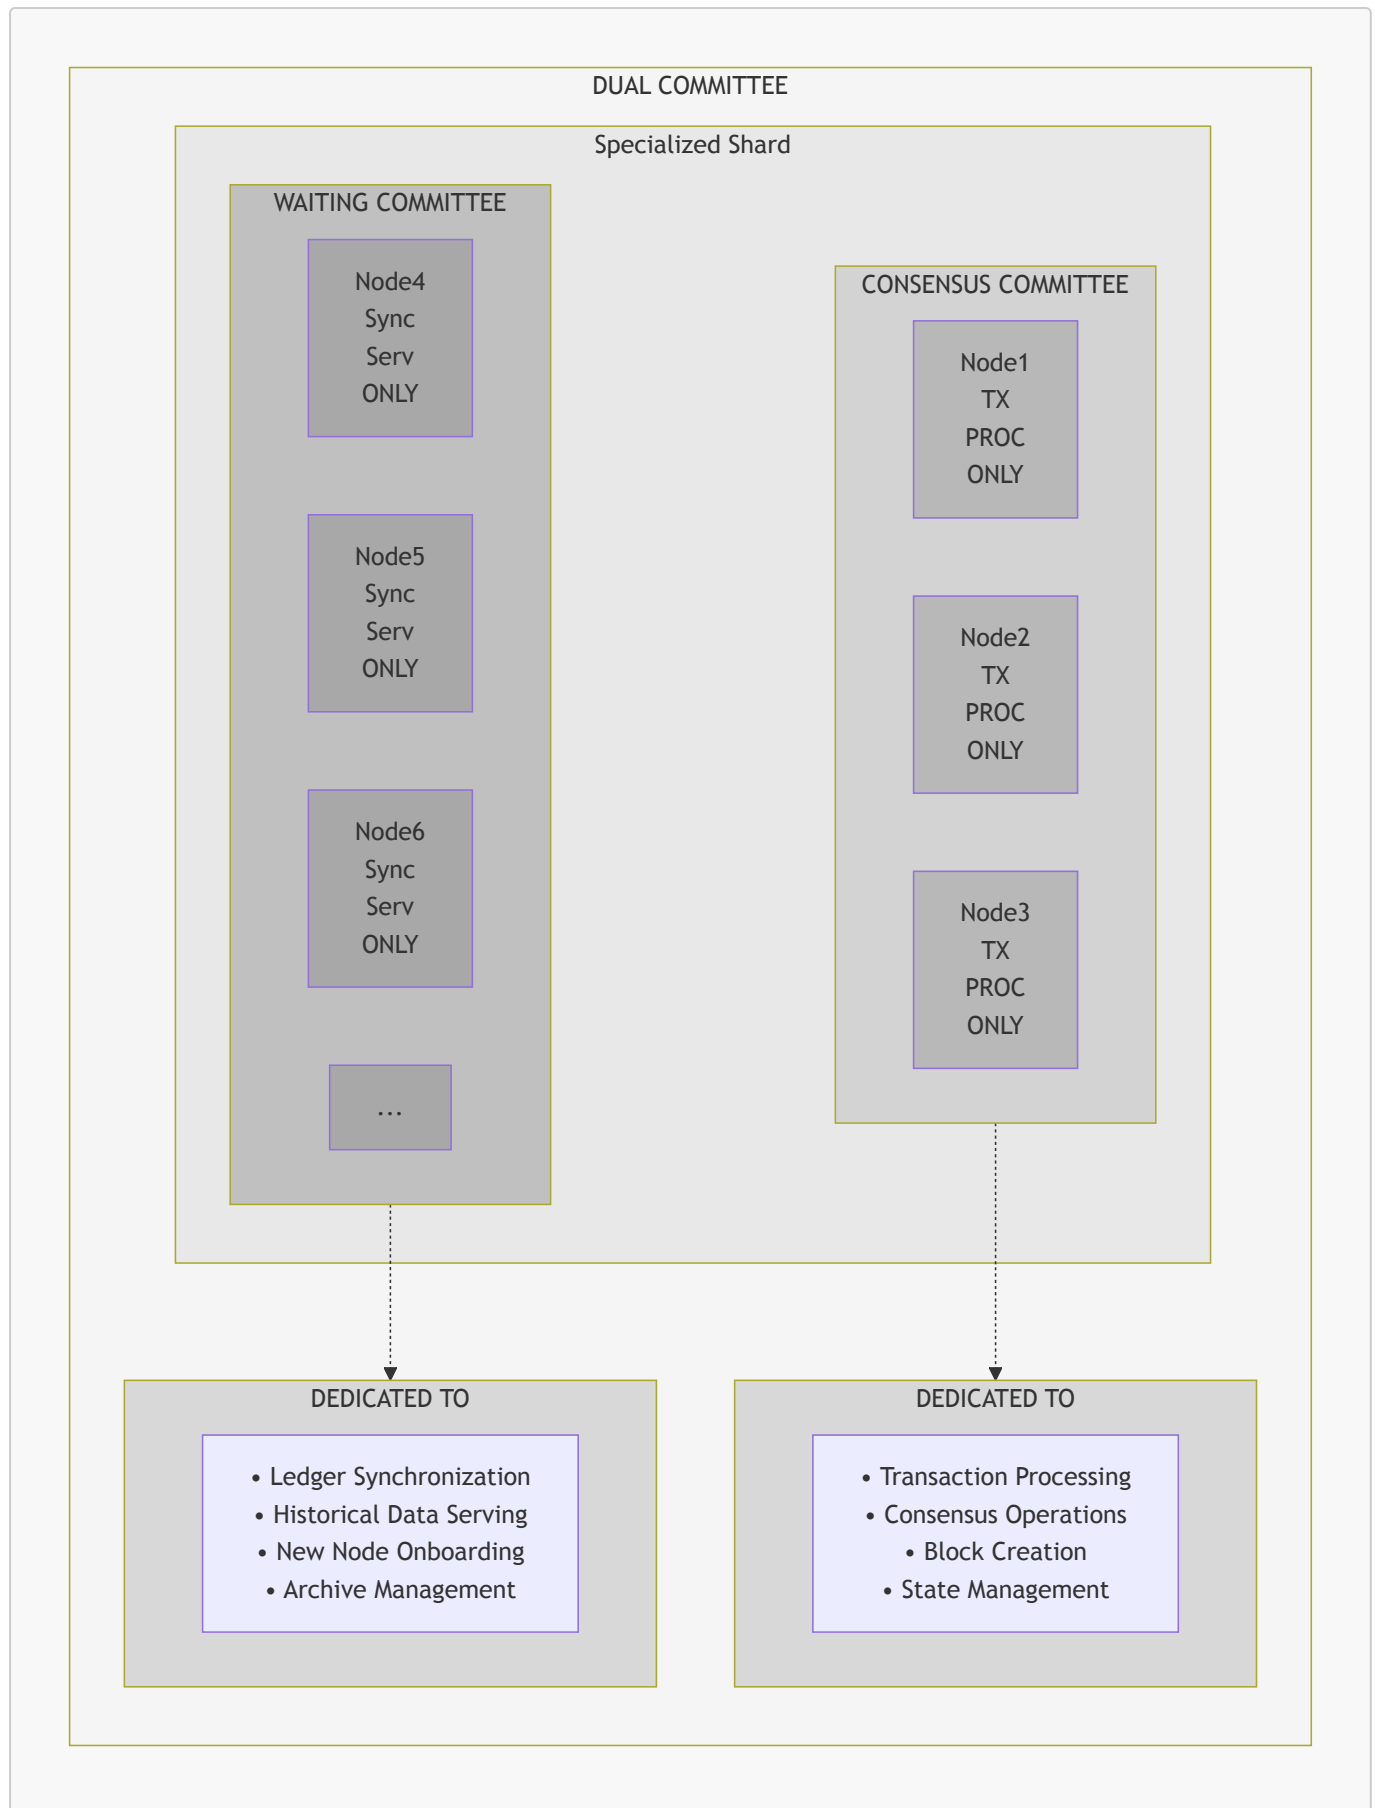 DUAL COMMITTEE
Specialized Shard
WAITING COMMITTEE
Node4
Sync
Serv
ONLY
Node5
Sync
Serv
ONLY
Node6
Sync
Serv
ONLY
...
CONSENSUS COMMITTEE
Node1
TX
PROC
ONLY
Node2
TX
PROC
ONLY
Node3
TX
PROC
ONLY
DEDICATED TO
• Ledger Synchronization
• Historical Data Serving
• New Node Onboarding
• Archive Management
DEDICATED TO
• Transaction Processing
• Consensus Operations
• Block Creation
• State Management